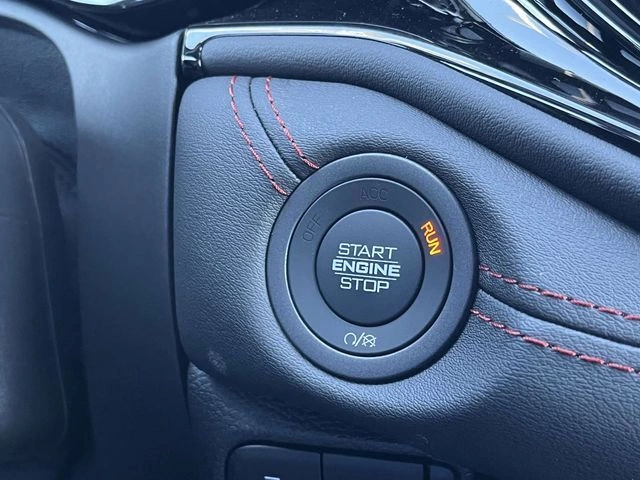 OFF
ACC
RUN
START
ENGINE
STOP